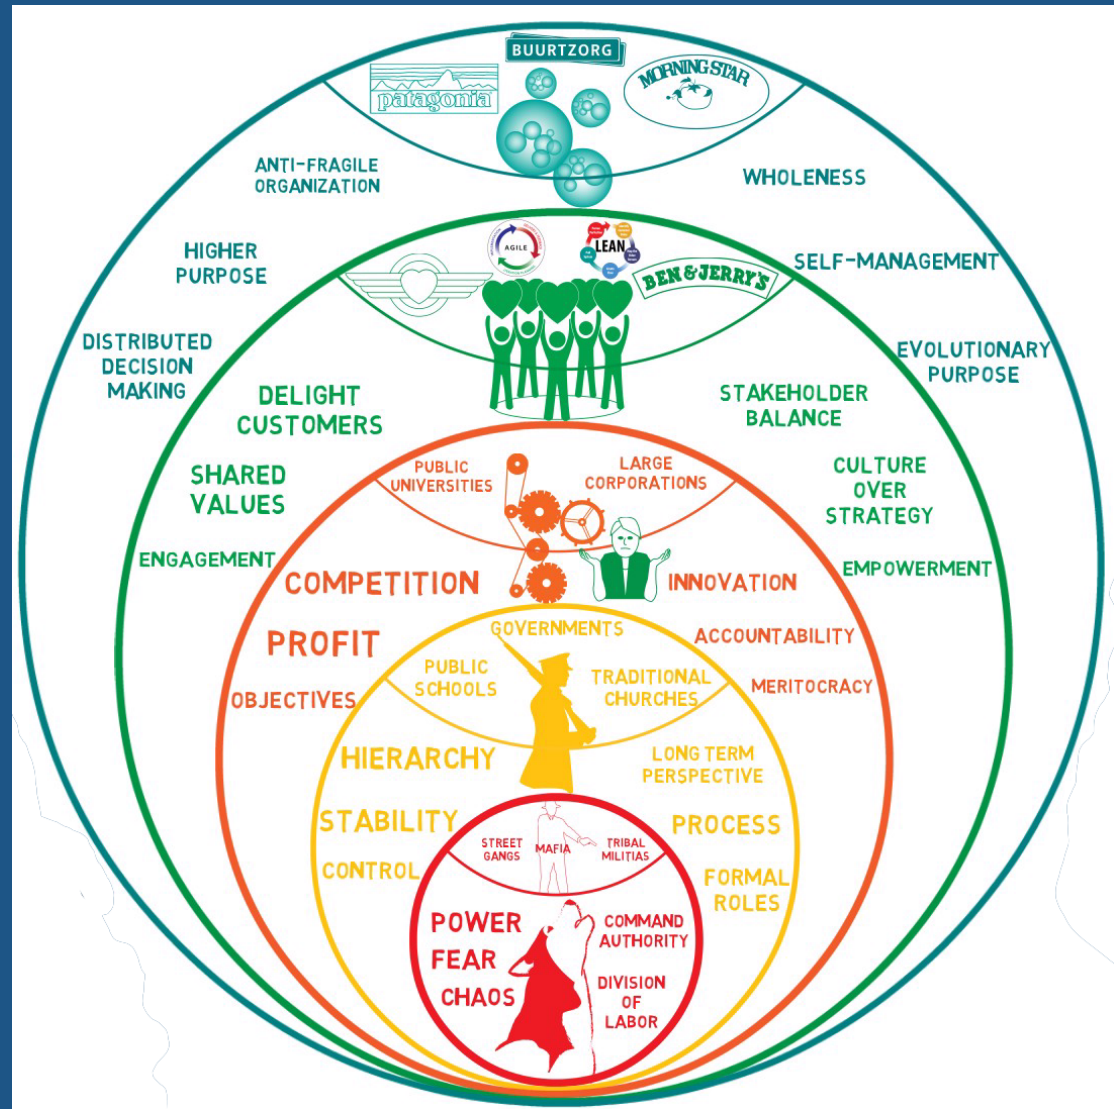 BUURTZORG
patagonia
MORNING STAR
ANTI-FRAGILE
ORGANIZATION
WHOLENESS
HIGHER
PURPOSE
SELF-MANAGEMENT
DISTRIBUTED
DECISION
MAKING
EVOLUTIONARY
PURPOSE
AGILE
LEAN
BEN & JERRY'S
DELIGHT
CUSTOMERS
STAKEHOLDER
BALANCE
SHARED
VALUES
CULTURE
OVER
STRATEGY
ENGAGEMENT
EMPOWERMENT
PUBLIC
UNIVERSITIES
LARGE
CORPORATIONS
COMPETITION
INNOVATION
PROFIT
ACCOUNTABILITY
OBJECTIVES
MERITOCRACY
GOVERNMENTS
PUBLIC
SCHOOLS
TRADITIONAL
CHURCHES
HIERARCHY
LONG TERM
PERSPECTIVE
STABILITY
PROCESS
CONTROL
FORMAL
ROLES
STREET
GANGS
MAFIA
TRIBAL
MILITIAS
POWER
FEAR
CHAOS
COMMAND
AUTHORITY
DIVISION
OF
LABOR